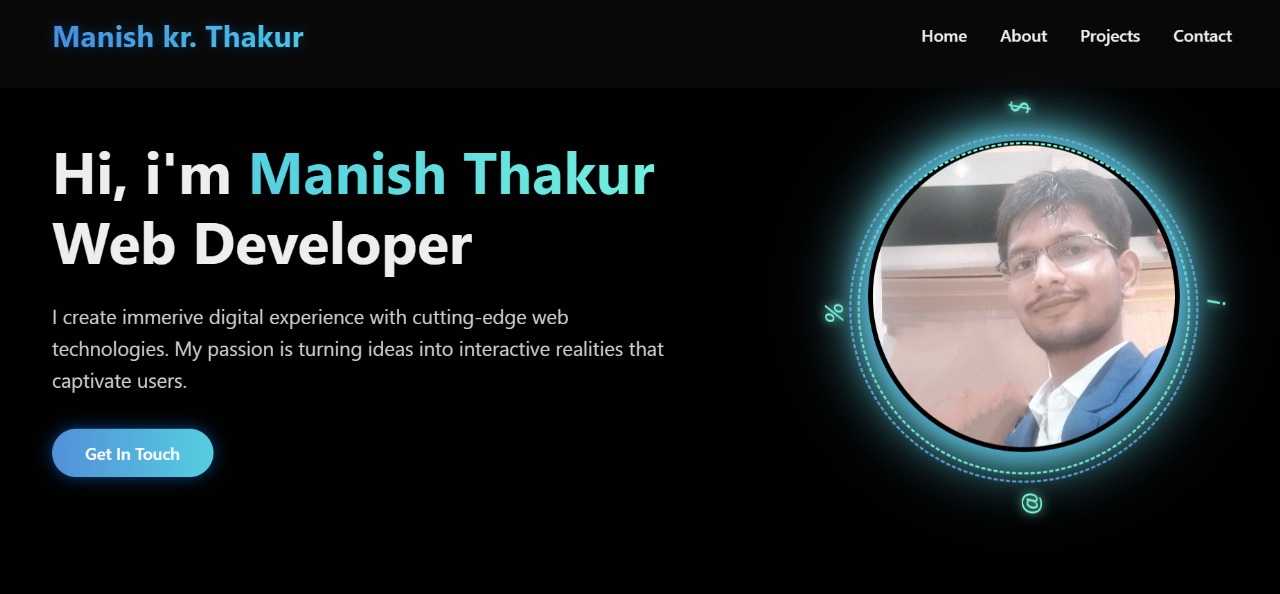 Manish kr. Thakur
Home About Projects Contact
$
Hi, i'm Manish Thakur
Web Developer
% i
I create immerive digital experience with cutting-edge web
technologies. My passion is turning ideas into interactive realities that
captivate users.
Get In Touch
@